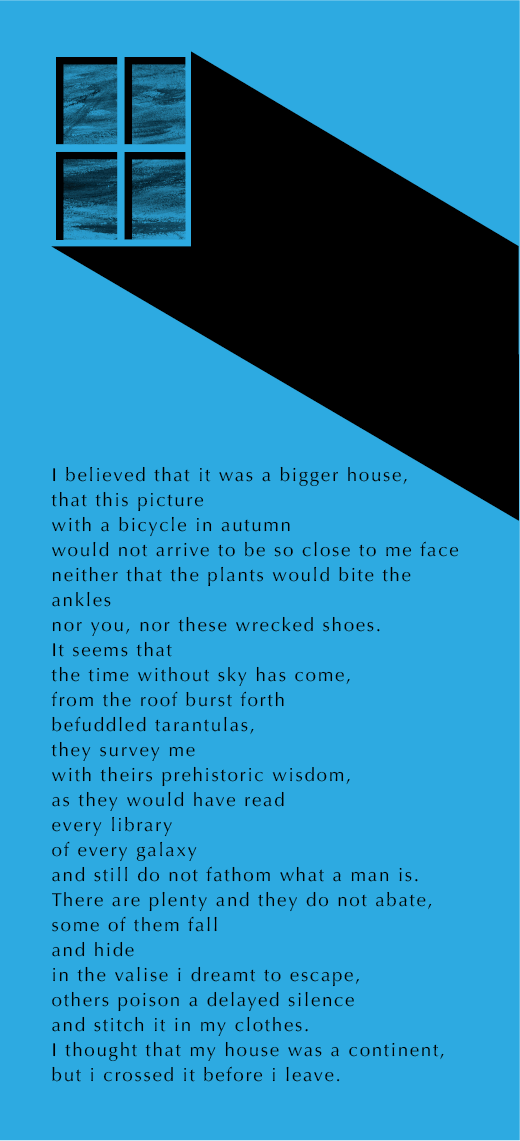 I believed that it was a bigger house,
that this picture
with a bicycle in autumn
would not arrive to be so close to me face
neither that the plants would bite the
ankles
nor you, nor these wrecked shoes.
It seems that
the time without sky has come,
from the roof burst forth
befuddled tarantulas,
they survey me
with theirs prehistoric wisdom,
as they would have read
every library
of every galaxy
and still do not fathom what a man is.
There are plenty and they do not abate,
some of them fall
and hide
in the valise i dreamt to escape,
others poison a delayed silence
and stitch it in my clothes.
I thought that my house was a continent,
but i crossed it before i leave.